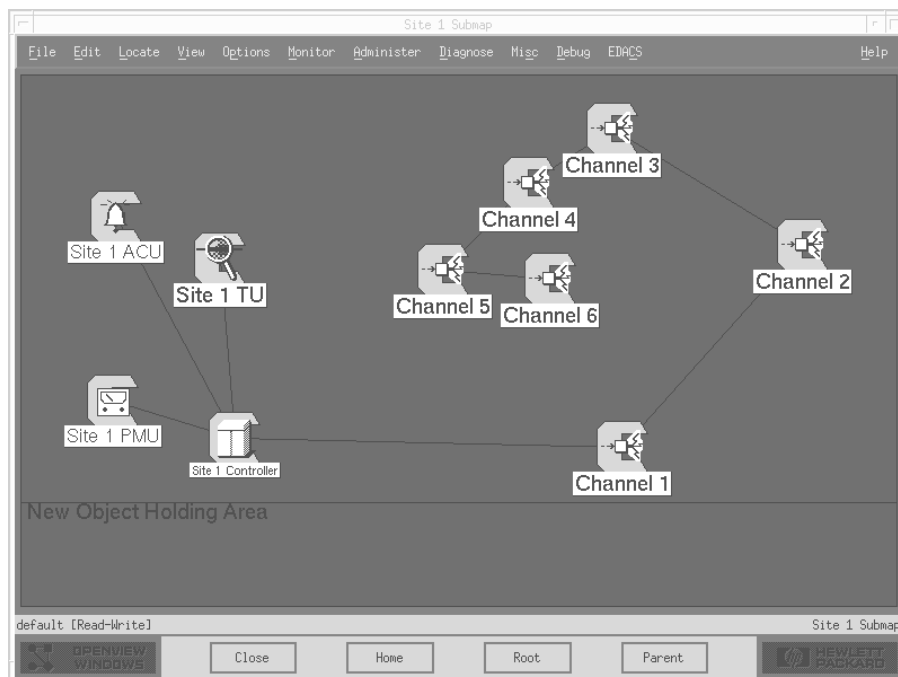 Site 1 Submap
File Edit Locate View Options Monitor Administer Diagnose Misc Debug EDACS Help
Channel 3
Channel 4
Site 1 ACU
Channel 2
Site 1 TU
Channel 5
Channel 6
Site 1 PMU
Site 1 Controller
Channel 1
New Object Holding Area
default [Read-Write] Site 1 Submap
OPENVIEW
WINDOWS
Close Home Root Parent
hp HEWLETT
PACKARD